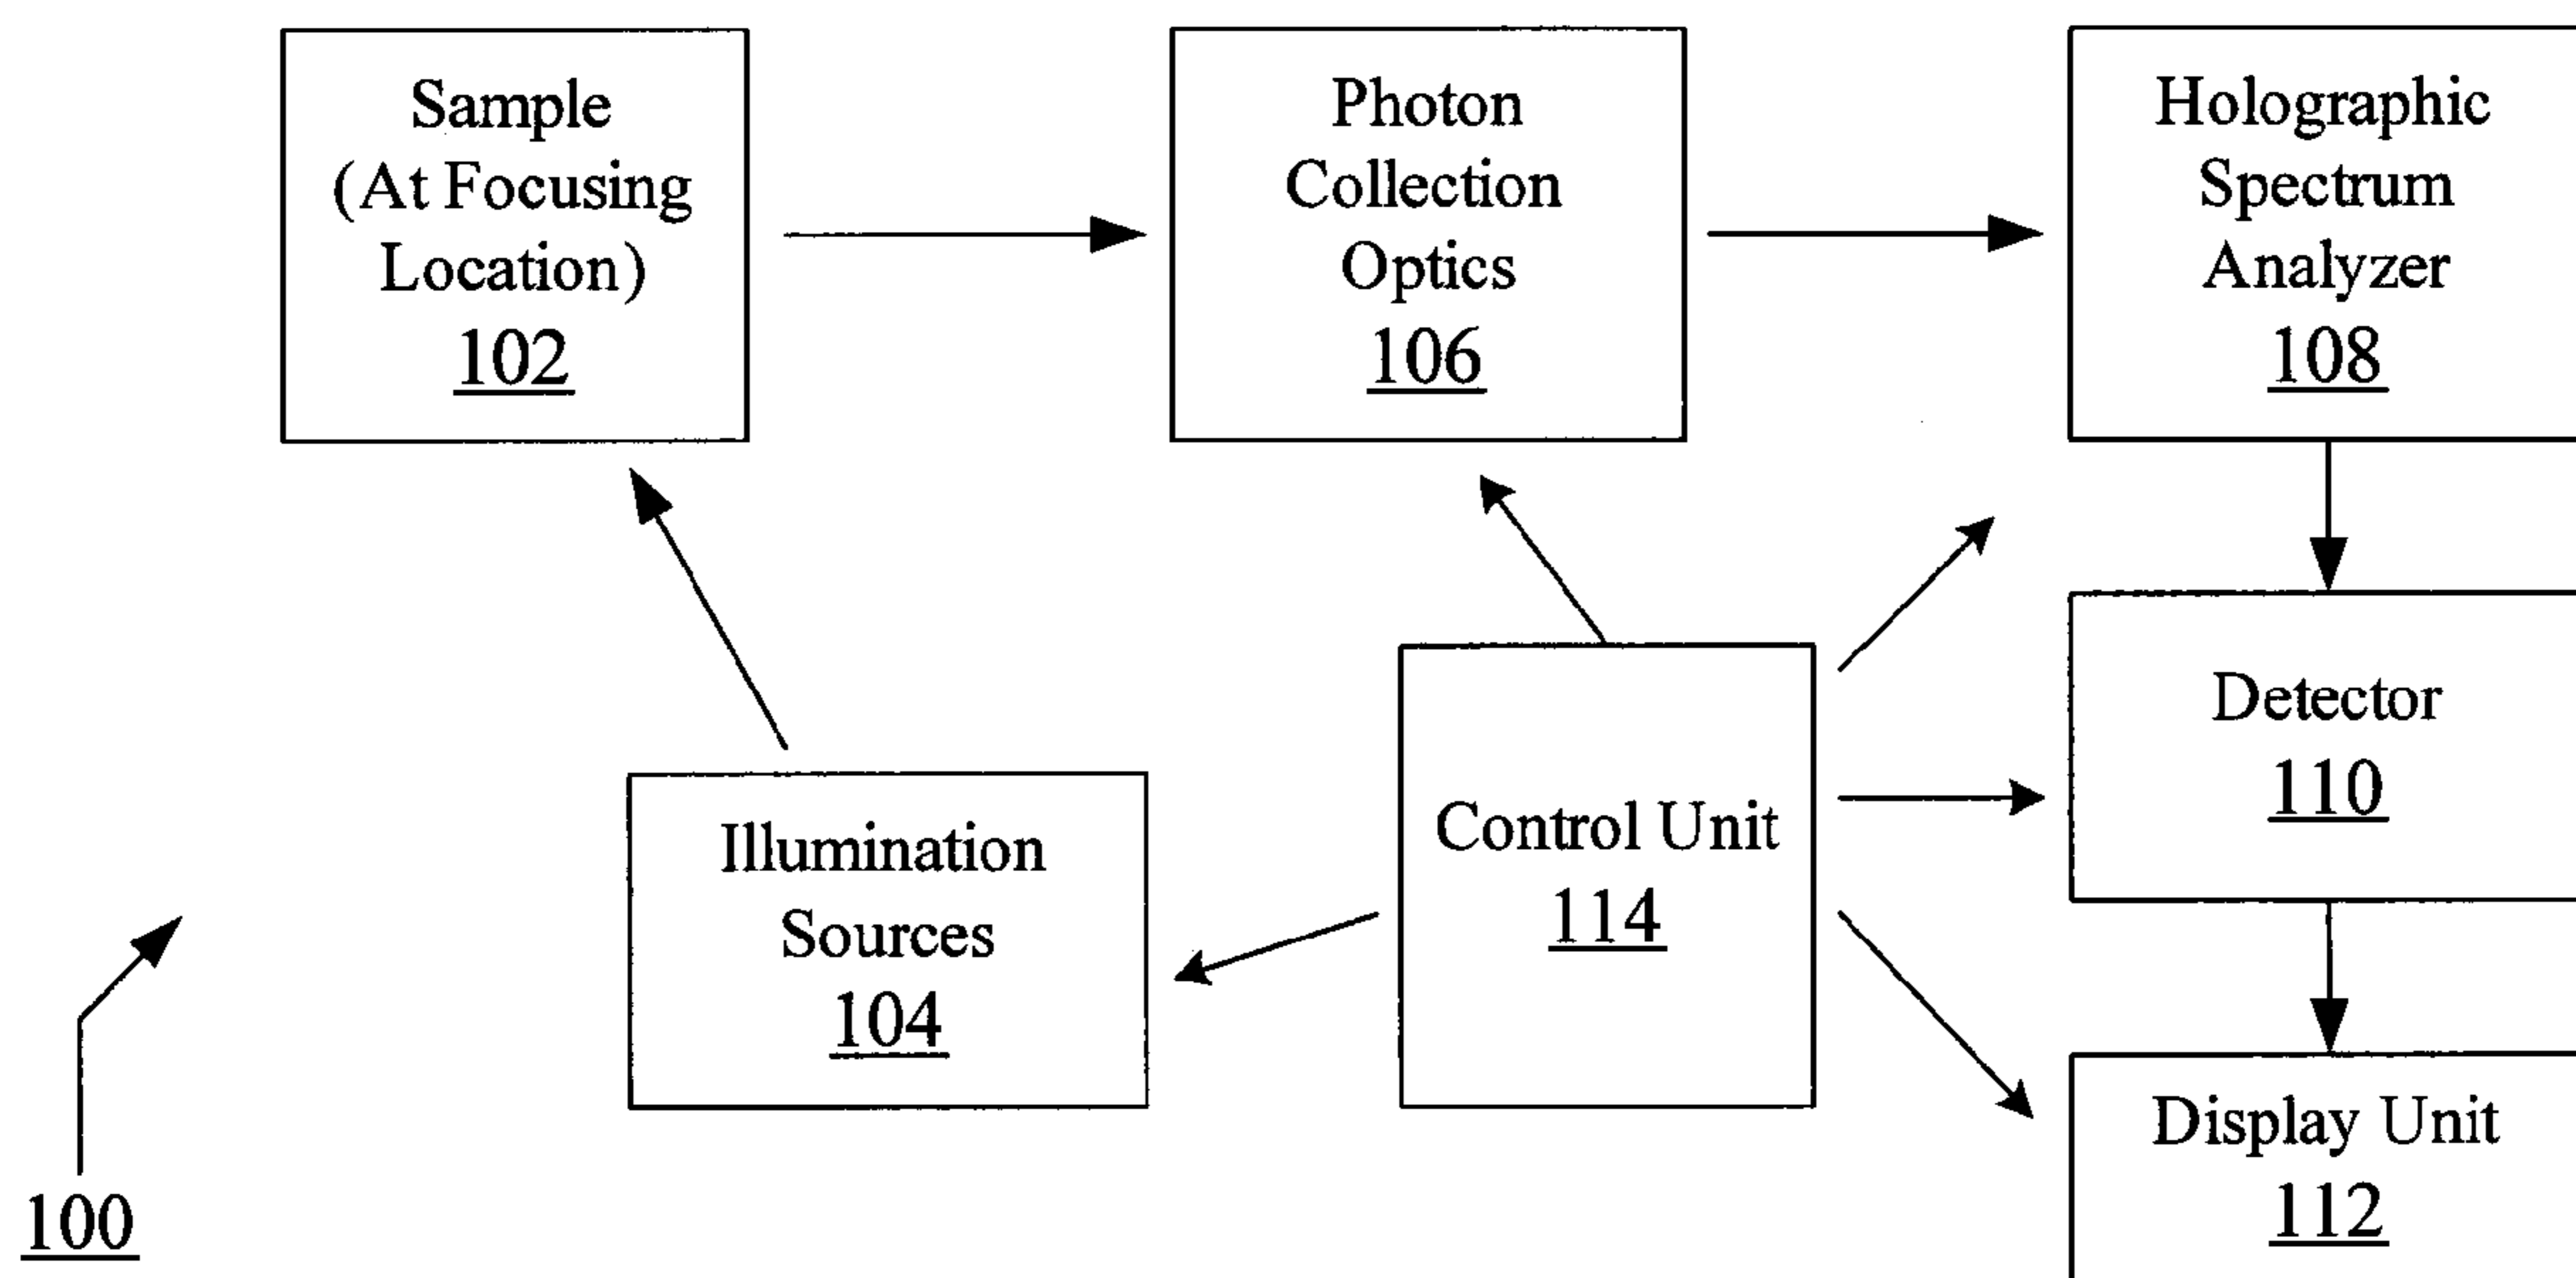 Sample
(At Focusing
Location)
102
Photon
Collection
Optics
106
Holographic
Spectrum
Analyzer
108
Illumination
Sources
104
Control Unit
114
Detector
110
Display Unit
112
100